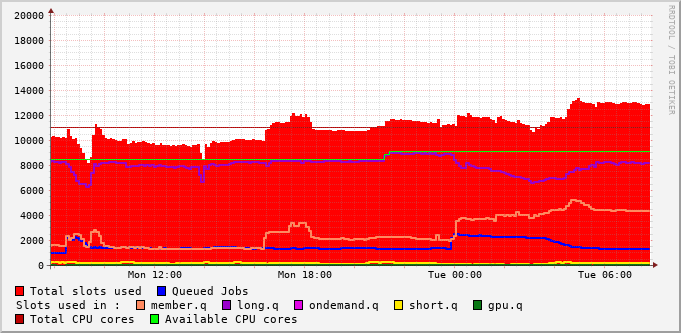 RRDTOOL / TOBI OETIKER
20000
18000
16000
14000
12000
10000
8000
6000
4000
2000
0
Mon 12:00 Mon 18:00 Tue 00:00 Tue 06:00
Total slots used Queued Jobs
Slots used in : member.q long.q ondemand.q short.q gpu.q
Total CPU cores Available CPU cores